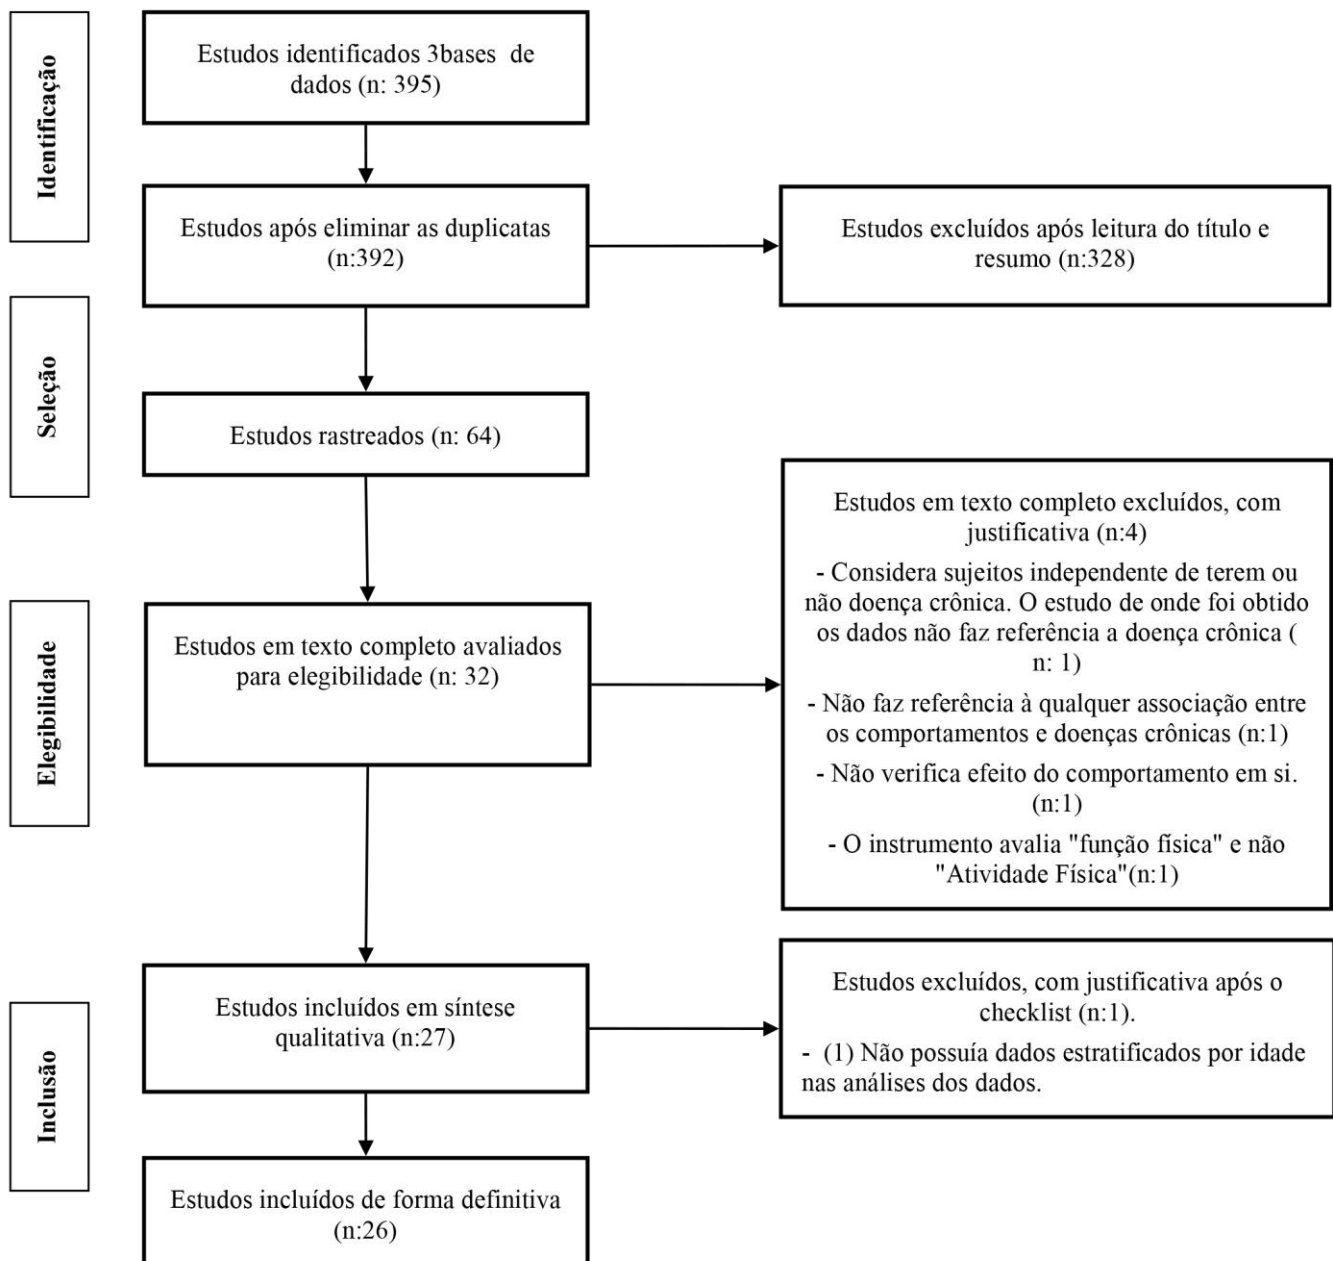 Identificação
Estudos identificados 3bases de
dados (n: 395)
Estudos após eliminar as duplicatas
(n:392)
Estudos excluídos após leitura do título e
resumo (n:328)
Seleção
Estudos rastreados (n: 64)
Elegibilidade
Estudos em texto completo avaliados
para elegibilidade (n: 32)
Estudos em texto completo excluídos, com
justificativa (n:4)
- Considera sujeitos independente de terem ou
não doença crônica. O estudo de onde foi obtido
os dados não faz referência a doença crônica (
n: 1)
- Não faz referência à qualquer associação entre
os comportamentos e doenças crônicas (n:1)
- Não verifica efeito do comportamento em si.
(n:1)
- O instrumento avalia "função física" e não
"Atividade Física"(n:1)
Inclusão
Estudos incluídos em síntese
qualitativa (n:27)
Estudos excluídos, com justificativa após o
checklist (n:1).
- (1) Não possuía dados estratificados por idade
nas análises dos dados.
Estudos incluídos de forma definitiva
(n:26)